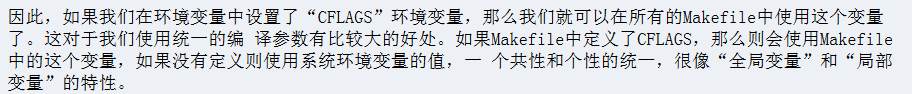 因此，如果我们在环境变量中设置了“CFLAGS”环境变量，那么我们就可以在所有的Makefile中使用这个变量
了。这对于我们使用统一的编 译参数有比较大的好处。如果Makefile中定义了CFLAGS，那么则会使用Makefile
中的这个变量，如果没有定义则使用系统环境变量的值，一 个共性和个性的统一，很像“全局变量”和“局部
变量”的特性。